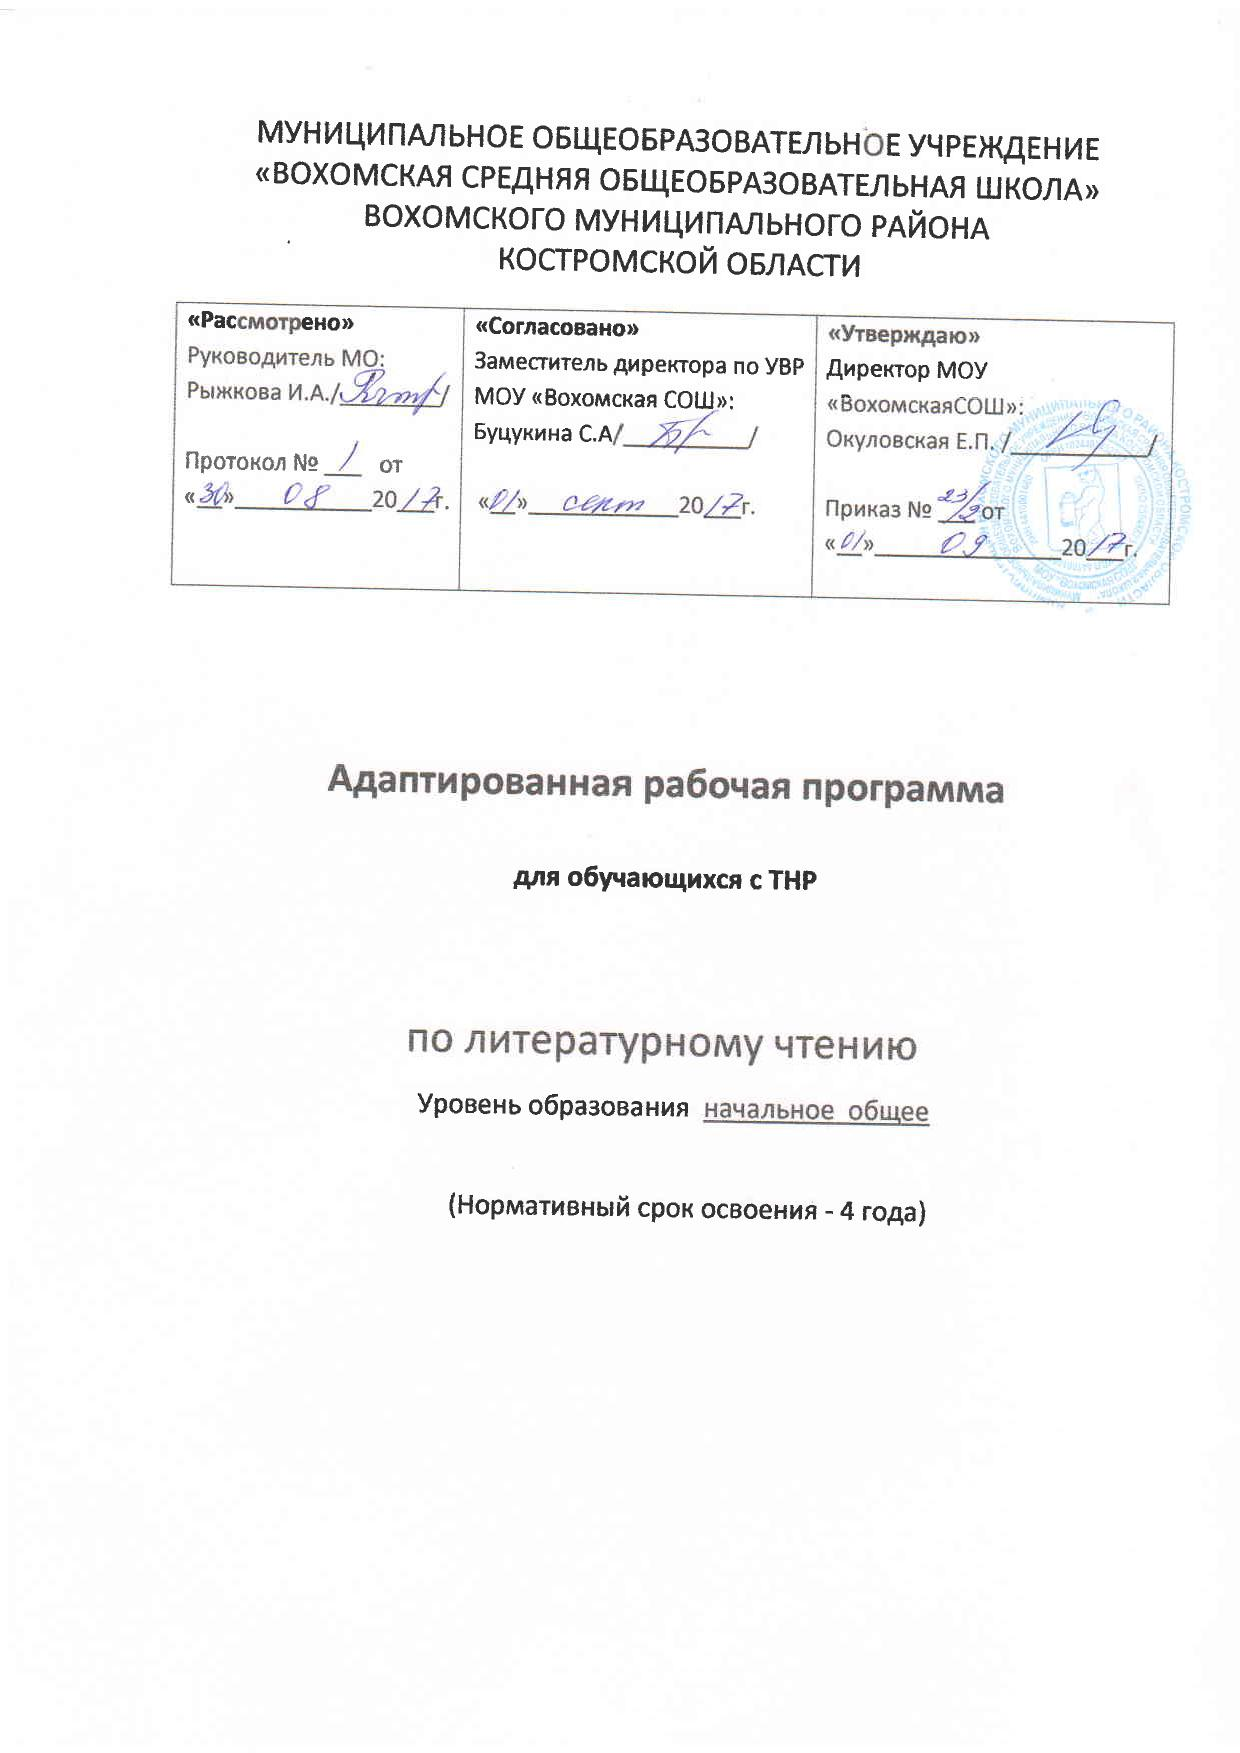 МУНИЦИПАЛЬНОЕ ОБЩЕОБРАЗОВАТЕЛЬНОЕ УЧРЕЖДЕНИЕ
«ВОХОМСКАЯ СРЕДНЯЯ ОБЩЕОБРАЗОВАТЕЛЬНАЯ ШКОЛА»
ВОХОМСКОГО МУНИЦИПАЛЬНОГО РАЙОНА
КОСТРОМСКОЙ ОБЛАСТИ
«Рассмотрено»
Руководитель МО:
Рыжкова И.А./__________/
Протокол № 1 от
«30» 08 2017г.
«Согласовано»
Заместитель директора по УВР
МОУ «Вохомская СОШ»:
Буцукина С.А/__________/
«01» сент 2017г.
«Утверждаю»
Директор МОУ
«ВохомскаяСОШ»:
Окуловская Е.П. /__________/
Приказ № 23/2 от
«01» 09 2017г.
Адаптированная рабочая программа
для обучающихся с ТНР
по литературному чтению
Уровень образования начальное общее
(Нормативный срок освоения - 4 года)